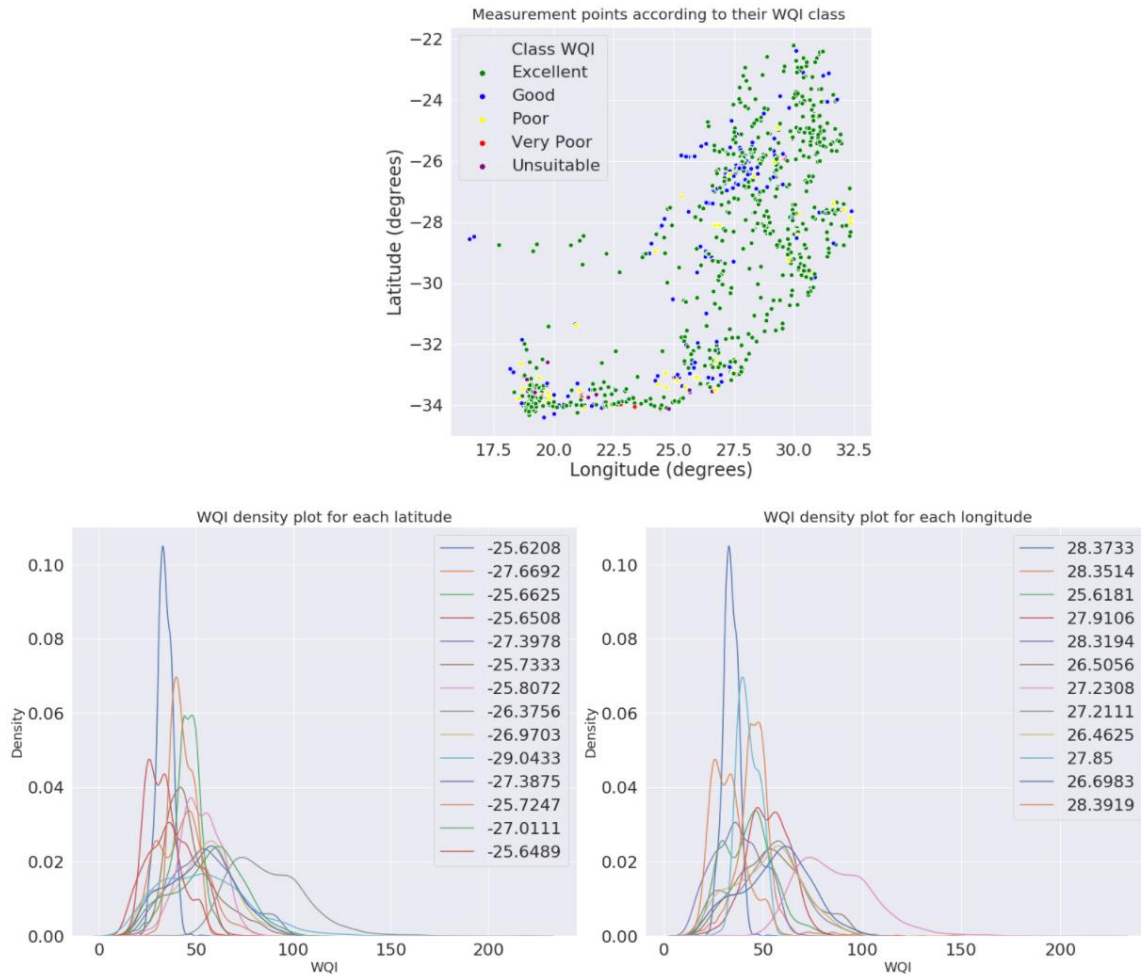 Measurement points according to their WQI class
−22
−24
−26
−28
−30
−32
−34
Latitude (degrees)
Class WQI
Excellent
Good
Poor
Very Poor
Unsuitable
17.5 20.0 22.5 25.0 27.5 30.0 32.5
Longitude (degrees)
WQI density plot for each latitude
0.10
0.08
0.06
0.04
0.02
0.00
Density
-25.6208
-27.6692
-25.6625
-25.6508
-27.3978
-25.7333
-25.8072
-26.3756
-26.9703
-29.0433
-27.3875
-25.7247
-27.0111
-25.6489
0 50 100 150 200
WQI
WQI density plot for each longitude
0.10
0.08
0.06
0.04
0.02
0.00
Density
28.3733
28.3514
25.6181
27.9106
28.3194
26.5056
27.2308
27.2111
26.4625
27.85
26.6983
28.3919
0 50 100 150 200
WQI